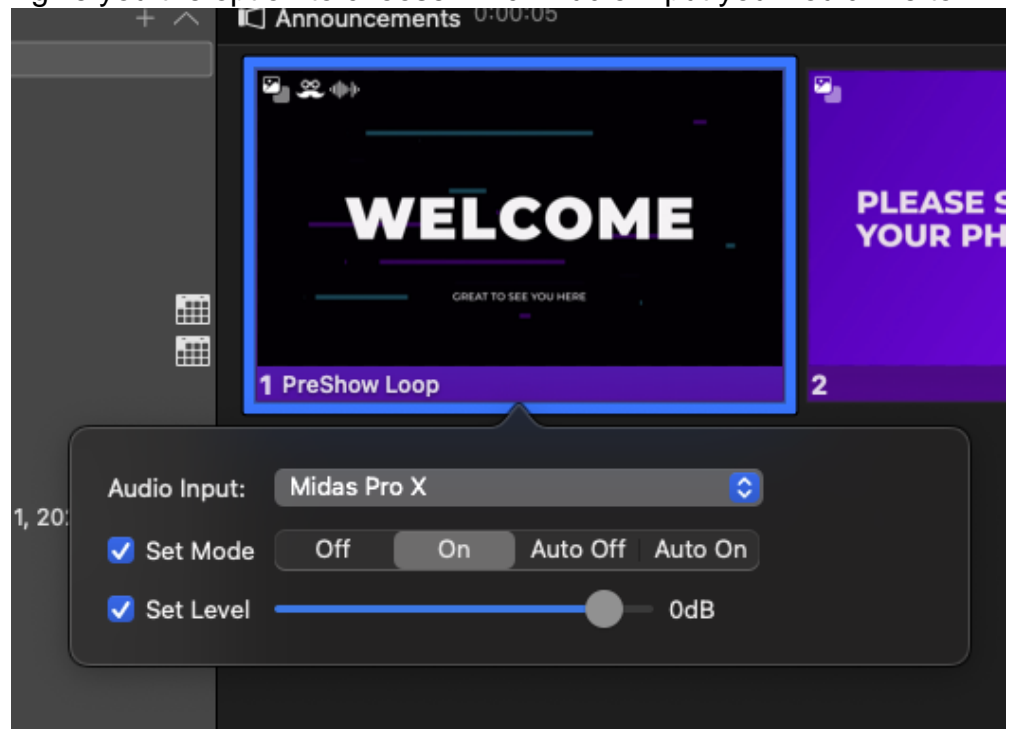 Announcements 0:00:05
WELCOME
GREAT TO SEE YOU HERE
1 PreShow Loop
PLEASE S
YOUR PH
2
Audio Input: Midas Pro X
1, 20
Set Mode Off On Auto Off Auto On
Set Level 0dB